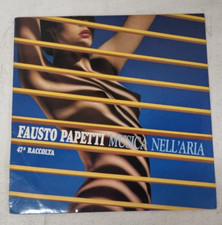 FAUSTO PAPETTI MUSICA NELL'ARIA
47ª RACCOLTA